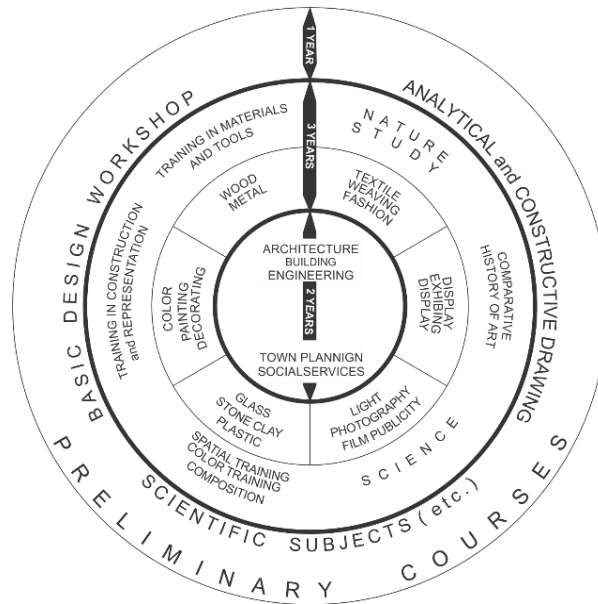 1 YEAR
3 YEARS
2 YEARS
BASIC DESIGN WORKSHOP
ANALYTICAL and CONSTRUCTIVE DRAWING
SCIENTIFIC SUBJECTS (etc.)
PRELIMINARY COURSES
TRAINING IN MATERIALS
AND TOOLS
NATURE
STUDY
TRAINING IN CONSTRUCTION
and REPRESENTATION
COMPARATIVE
HISTORY OF ART
SPATIAL TRAINING
COLOR TRAINING
COMPOSITION
SCIENCE
WOOD
METAL
TEXTILE
WEAVING
FASHION
COLOR
PAINTING
DECORATING
DISPLAY
EXHIBING
DISPLAY
GLASS
STONE CLAY
PLASTIC
LIGHT
PHOTOGRAPHY
FILM PUBLICITY
ARCHITECTURE
BUILDING
ENGINEERING
TOWN PLANNIGN
SOCIALSERVICES